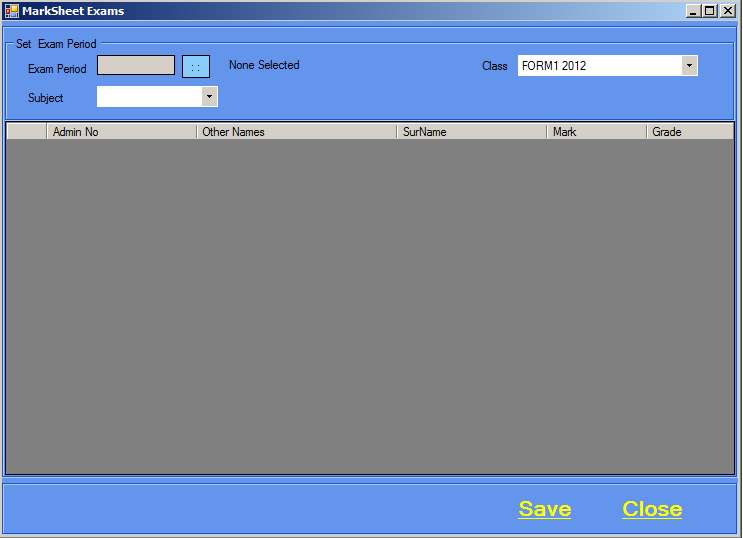 MarkSheet Exams
Set Exam Period
Exam Period : : None Selected Class FORM1 2012
Subject
Admin No Other Names SurName Mark Grade
Save Close